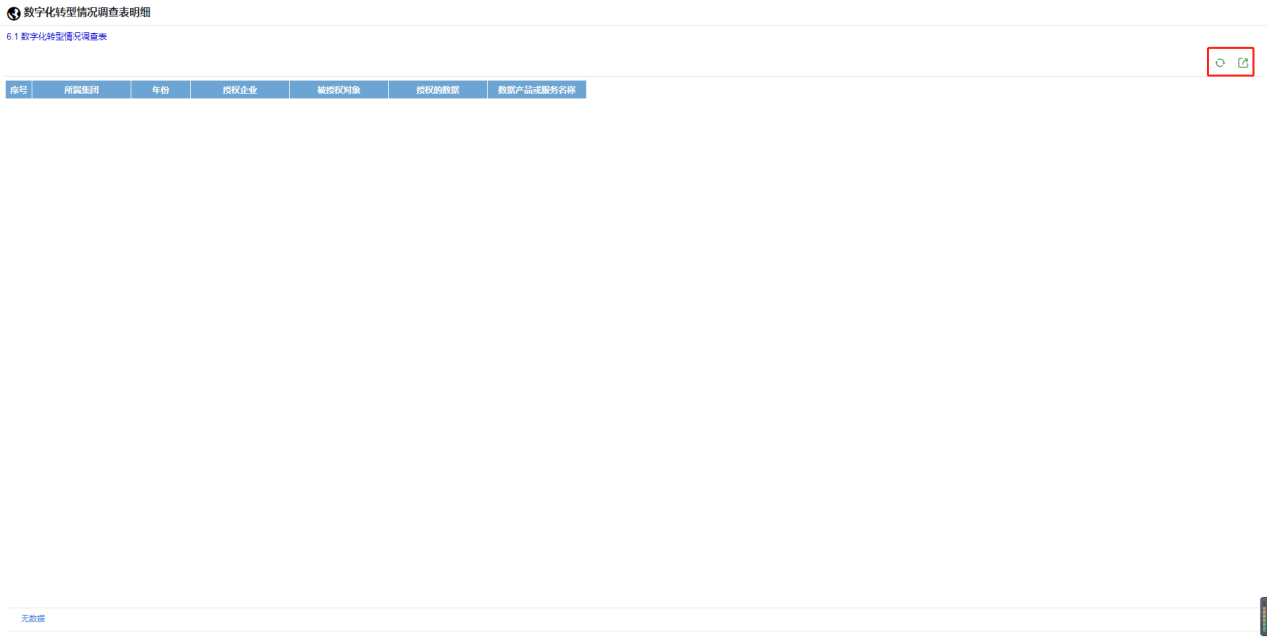 数字化转型情况调查表明细
6.1 数字化转型情况调查表
序号 所属集团 年份 授权企业 被授权对象 授权的数据 数据产品或服务名称
无数据